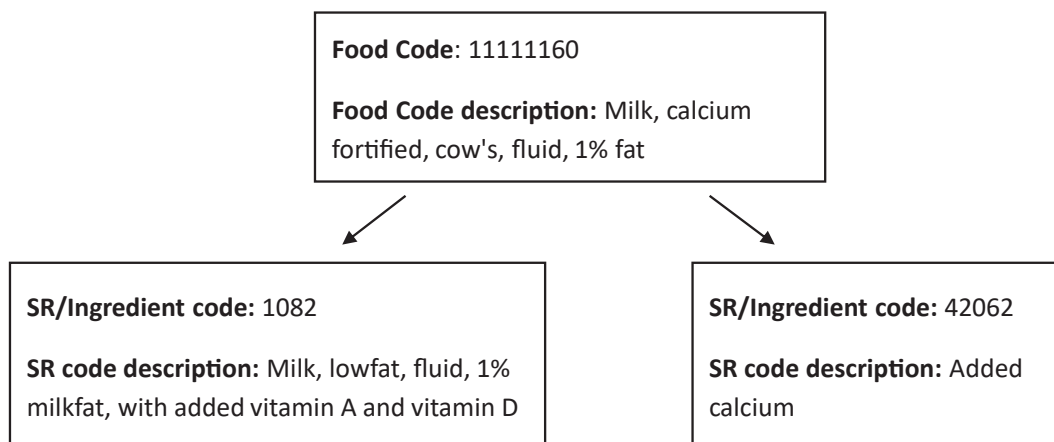 Food Code: 11111160
Food Code description: Milk, calcium
fortified, cow's, fluid, 1% fat
SR/Ingredient code: 1082
SR code description: Milk, lowfat, fluid, 1%
milkfat, with added vitamin A and vitamin D
SR/Ingredient code: 42062
SR code description: Added
calcium